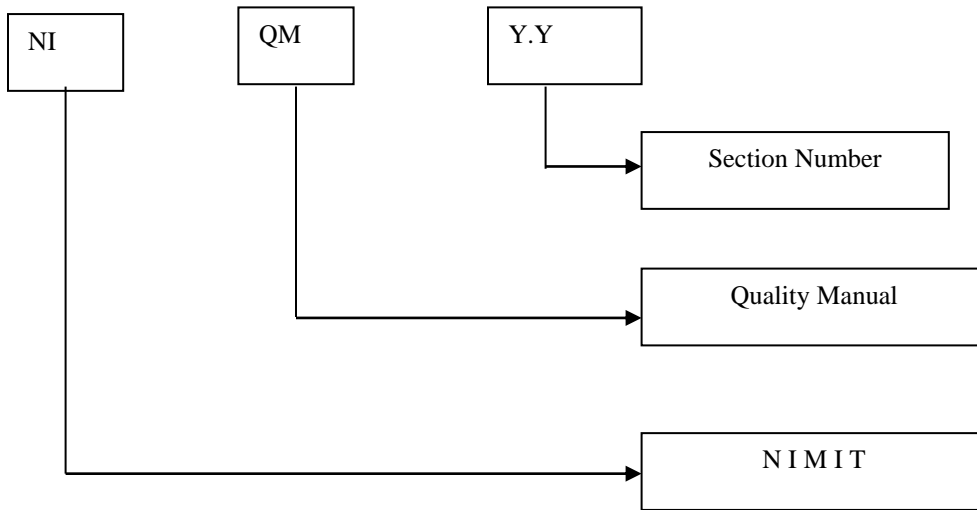 NI
QM
Y.Y
Section Number
Quality Manual
N I M I T